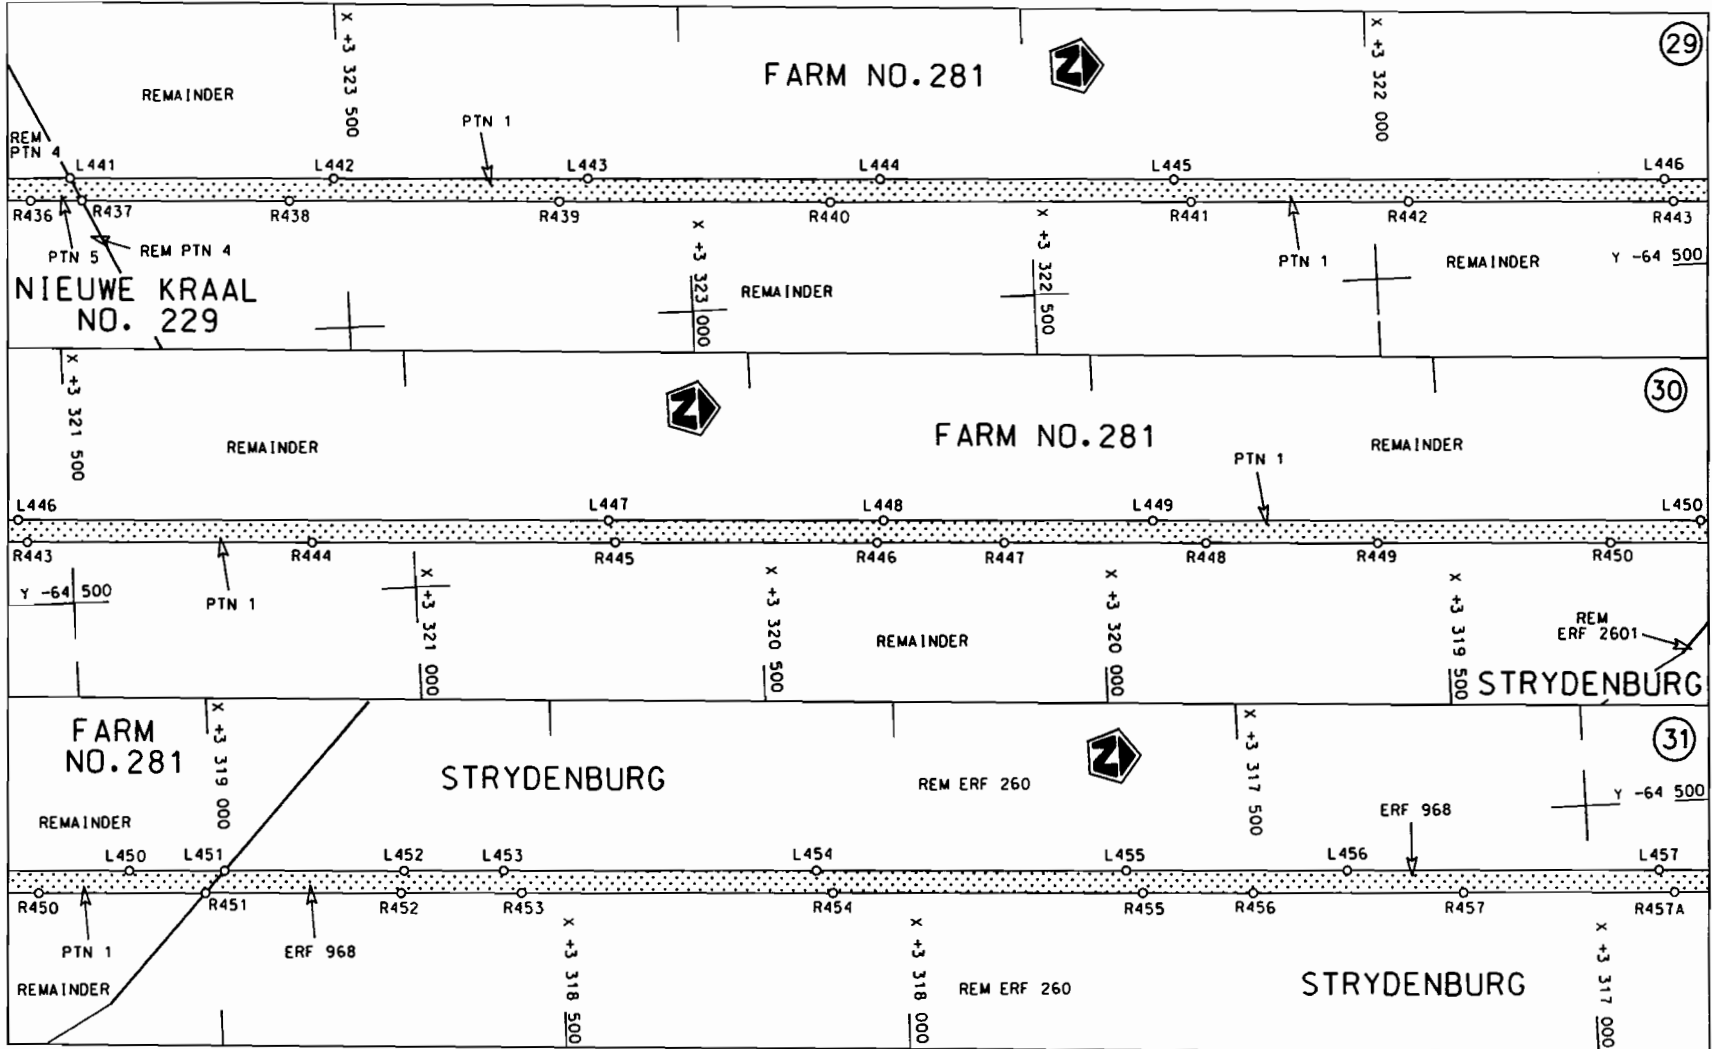 X +3 323 500
X +3 322 000
29
FARM NO.281
N
REMAINDER
PTN 1
REM
PTN 4
L441
L442
L443
L444
L445
L446
R436
R437
R438
R439
R440
R441
R442
R443
PTN 5
REM PTN 4
NIEUWE KRAAL
NO. 229
X +3 323 000
REMAINDER
X +3 322 500
PTN 1
REMAINDER
Y -64 500
X +3 321 500
30
N
FARM NO.281
REMAINDER
REMAINDER
PTN 1
L446
L447
L448
L449
L450
R443
R444
R445
R446
R447
R448
R449
R450
Y -64 500
PTN 1
X +3 321 000
X +3 320 500
REMAINDER
X +3 320 000
X +3 319 500
REM
ERF 2601
STRYDENBURG
FARM
NO.281
X +3 319 000
N
X +3 317 500
31
STRYDENBURG
REM ERF 260
Y -64 500
REMAINDER
ERF 968
L450
L451
L452
L453
L454
L455
L456
L457
R450
R451
R452
R453
R454
R455
R456
R457
R457A
PTN 1
ERF 968
REMAINDER
X +3 318 500
X +3 318 000
REM ERF 260
STRYDENBURG
X +3 317 000